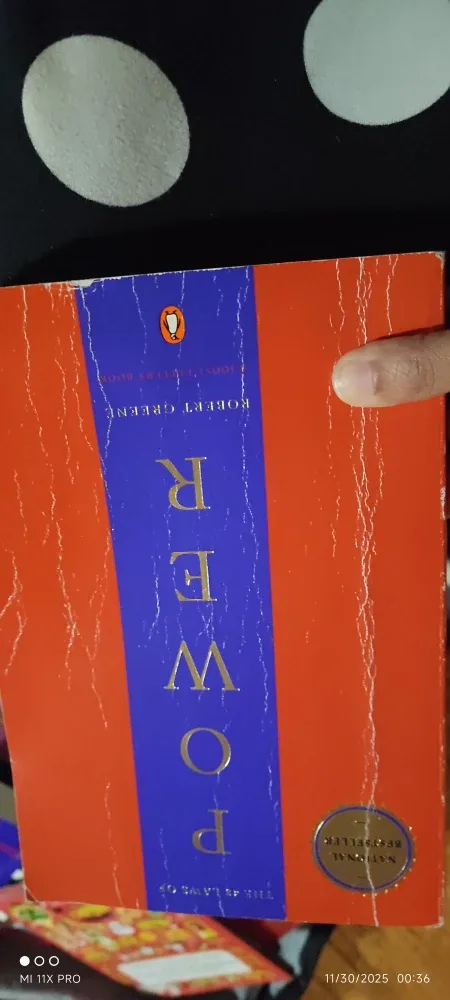 THE 48 LAWS OF
P
O
W
E
R
ROBERT GREENE
A JOOST ELFFERS BOOK
NATIONAL
BESTSELLER
MI 11X PRO
11/30/2025 00:36